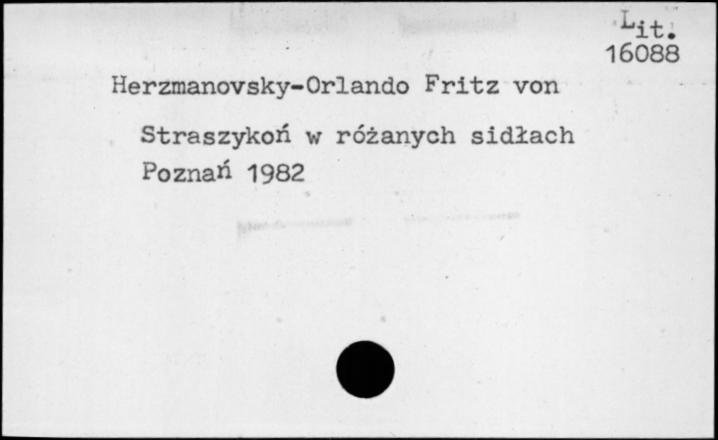 Lit.
16088
Herzmanovsky-Orlando Fritz von
Straszykoń w różanych sidłach
Poznań 1982